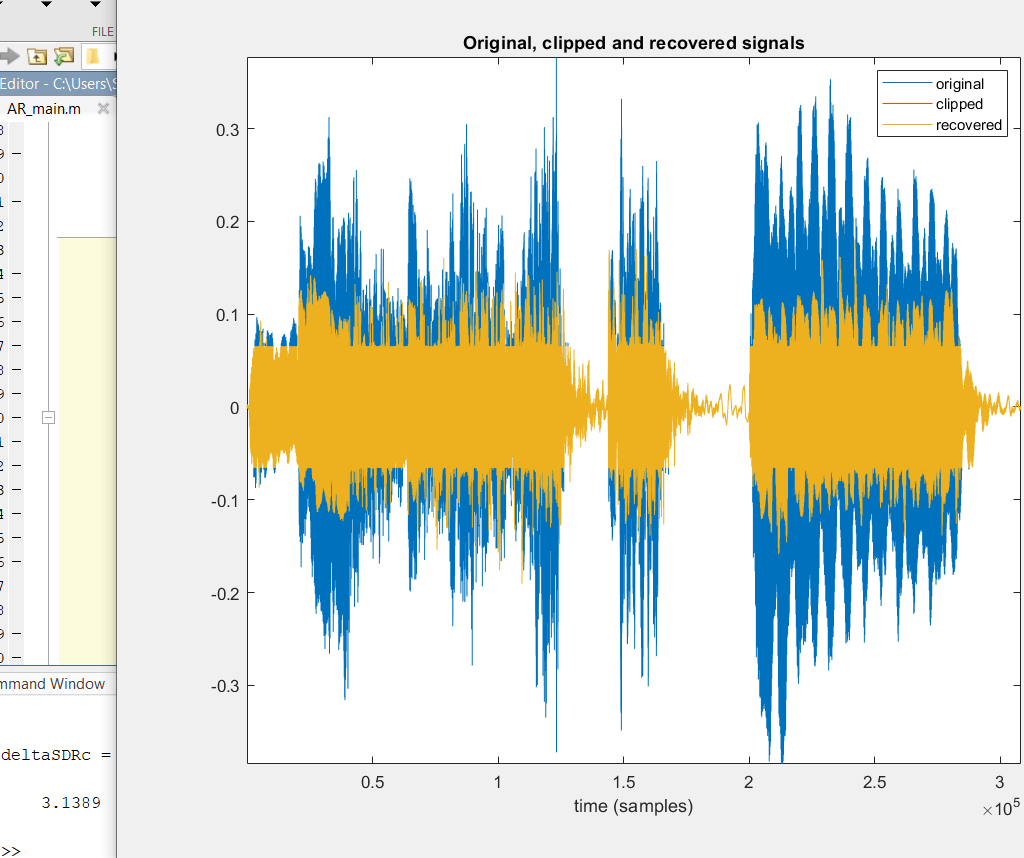 FILE
Editor - C:\Users\S
AR_main.m
mmand Window
deltaSDRc =
3.1389
>>
Original, clipped and recovered signals
original
clipped
recovered
0.3
0.2
0.1
0
-0.1
-0.2
-0.3
0.5 1 1.5 2 2.5 3
time (samples)
×10⁵